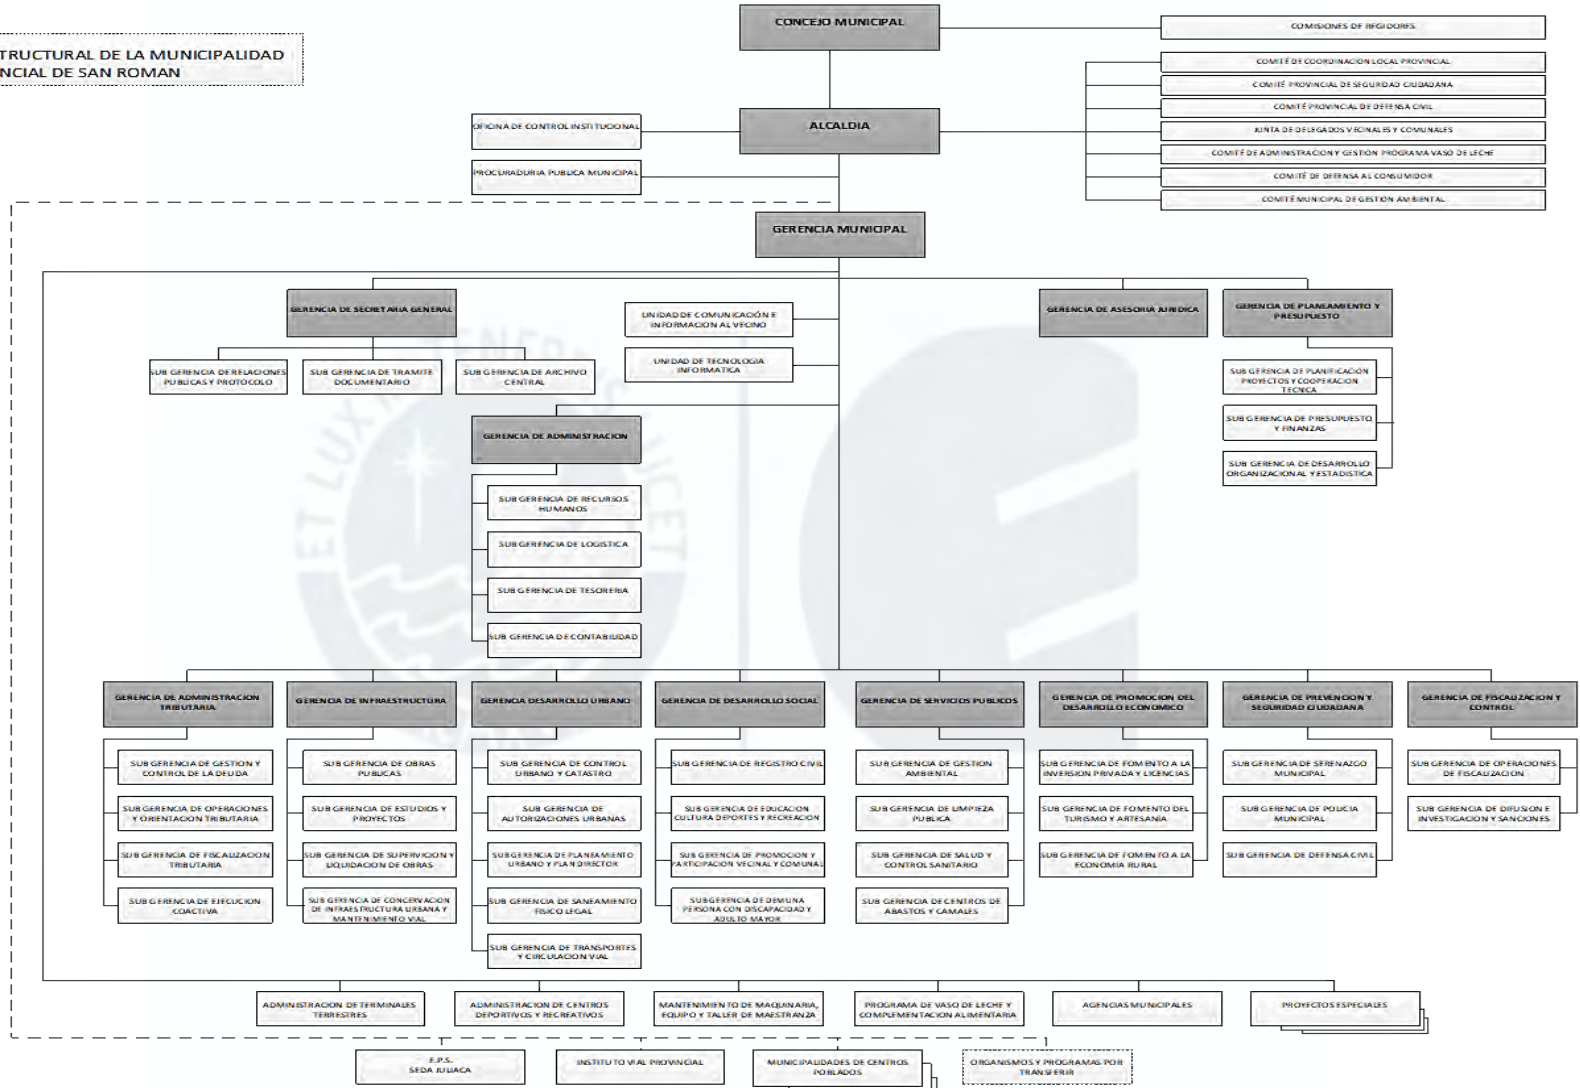 TRUCTURAL DE LA MUNICIPALIDAD
NCIAL DE SAN ROMAN
CONCEJO MUNICIPAL
COMISIONES DE REGIDORES
COMITÉ DE COORDINACION LOCAL PROVINCIAL
COMITÉ PROVINCIAL DE SEGURIDAD CIUDADANA
COMITÉ PROVINCIAL DE DEFENSA CIVIL
JUNTA DE DELEGADOS VECINALES Y COMUNALES
COMITÉ DE ADMINISTRACION Y GESTION PROGRAMA VASO DE LECHE
COMITÉ DE DEFENSA AL CONSUMIDOR
COMITÉ MUNICIPAL DE GESTION AMBIENTAL
ALCALDIA
OFICINA DE CONTROL INSTITUCIONAL
PROCURADURIA PUBLICA MUNICIPAL
GERENCIA MUNICIPAL
GERENCIA DE SECRETARIA GENERAL
SUB GERENCIA DE RELACIONES
PUBLICAS Y PROTOCOLO
SUB GERENCIA DE TRAMITE
DOCUMENTARIO
SUB GERENCIA DE ARCHIVO
CENTRAL
UNIDAD DE COMUNICACIÓN E
INFORMACION AL VECINO
UNIDAD DE TECNOLOGIA
INFORMATICA
GERENCIA DE ASESORIA JURIDICA
GERENCIA DE PLANEAMIENTO Y
PRESUPUESTO
SUB GERENCIA DE PLANIFICACION
PROYECTOS Y COOPERACION
TECNICA
SUB GERENCIA DE PRESUPUESTO
Y FINANZAS
SUB GERENCIA DE DESARROLLO
ORGANIZACIONAL Y ESTADISTICA
GERENCIA DE ADMINISTRACION
SUB GERENCIA DE RECURSOS
HUMANOS
SUB GERENCIA DE LOGISTICA
SUB GERENCIA DE TESORERIA
SUB GERENCIA DE CONTABILIDAD
ET LUX IN TENEBRIS LUCET
GERENCIA DE ADMINISTRACION
TRIBUTARIA
SUB GERENCIA DE GESTION Y
CONTROL DE LA DEUDA
SUB GERENCIA DE OPERACIONES
Y ORIENTACION TRIBUTARIA
SUB GERENCIA DE FISCALIZACION
TRIBUTARIA
SUB GERENCIA DE EJECUCION
COACTIVA
GERENCIA DE INFRAESTRUCTURA
SUB GERENCIA DE OBRAS
PUBLICAS
SUB GERENCIA DE ESTUDIOS Y
PROYECTOS
SUB GERENCIA DE SUPERVICION Y
LIQUIDACION DE OBRAS
SUB GERENCIA DE CONCERVACION
DE INFRAESTRUCTURA URBANA Y
MANTENIMIENTO VIAL
GERENCIA DESARROLLO URBANO
SUB GERENCIA DE CONTROL
URBANO Y CATASTRO
SUB GERENCIA DE
AUTORIZACIONES URBANAS
SUB GERENCIA DE PLANEAMIENTO
URBANO Y PLAN DIRECTOR
SUB GERENCIA DE SANEAMIENTO
FISICO LEGAL
SUB GERENCIA DE TRANSPORTES
Y CIRCULACION VIAL
GERENCIA DE DESARROLLO SOCIAL
SUB GERENCIA DE REGISTRO CIVIL
SUB GERENCIA DE EDUCACION
CULTURA DEPORTES Y RECREACION
SUB GERENCIA DE PROMOCION Y
PARTICIPACION VECINAL Y COMUNAL
SUB GERENCIA DE DEMUNA
PERSONA CON DISCAPACIDAD Y
ADULTO MAYOR
GERENCIA DE SERVICIOS PUBLICOS
SUB GERENCIA DE GESTION
AMBIENTAL
SUB GERENCIA DE LIMPIEZA
PUBLICA
SUB GERENCIA DE SALUD Y
CONTROL SANITARIO
SUB GERENCIA DE CENTROS DE
ABASTOS Y CAMALES
GERENCIA DE PROMOCION DEL
DESARROLLO ECONOMICO
SUB GERENCIA DE FOMENTO A LA
INVERSION PRIVADA Y LICENCIAS
SUB GERENCIA DE FOMENTO DEL
TURISMO Y ARTESANÍA
SUB GERENCIA DE FOMENTO A LA
ECONOMIA RURAL
GERENCIA DE PREVENCION Y
SEGURIDAD CIUDADANA
SUB GERENCIA DE SERENAZGO
MUNICIPAL
SUB GERENCIA DE POLICIA
MUNICIPAL
SUB GERENCIA DE DEFENSA CIVIL
GERENCIA DE FISCALIZACION Y
CONTROL
SUB GERENCIA DE OPERACIONES
DE FISCALIZACION
SUB GERENCIA DE DIFUSION E
INVESTIGACION Y SANCIONES
ADMINISTRACION DE TERMINALES
TERRESTRES
ADMINISTRACION DE CENTROS
DEPORTIVOS Y RECREATIVOS
MANTENIMIENTO DE MAQUINARIA,
EQUIPO Y TALLER DE MAESTRANZA
PROGRAMA DE VASO DE LECHE Y
COMPLEMENTACION ALIMENTARIA
AGENCIAS MUNICIPALES
PROYECTOS ESPECIALES
E.P.S.
SEDA JULIACA
INSTITUTO VIAL PROVINCIAL
MUNICIPALIDADES DE CENTROS
POBLADOS
ORGANISMOS Y PROGRAMAS POR
TRANSFERIR